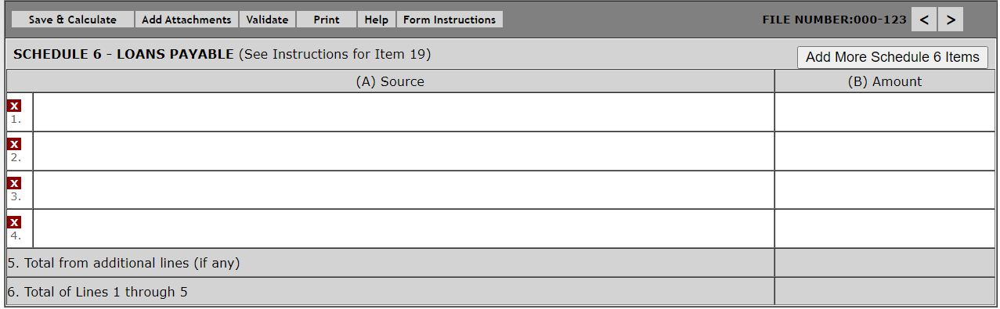 Save & Calculate Add Attachments Validate Print Help Form Instructions FILE NUMBER:000-123 < >
SCHEDULE 6 - LOANS PAYABLE (See Instructions for Item 19) Add More Schedule 6 Items
(A) Source (B) Amount
X
1.
X
2.
X
3.
X
4.
5. Total from additional lines (if any)
6. Total of Lines 1 through 5